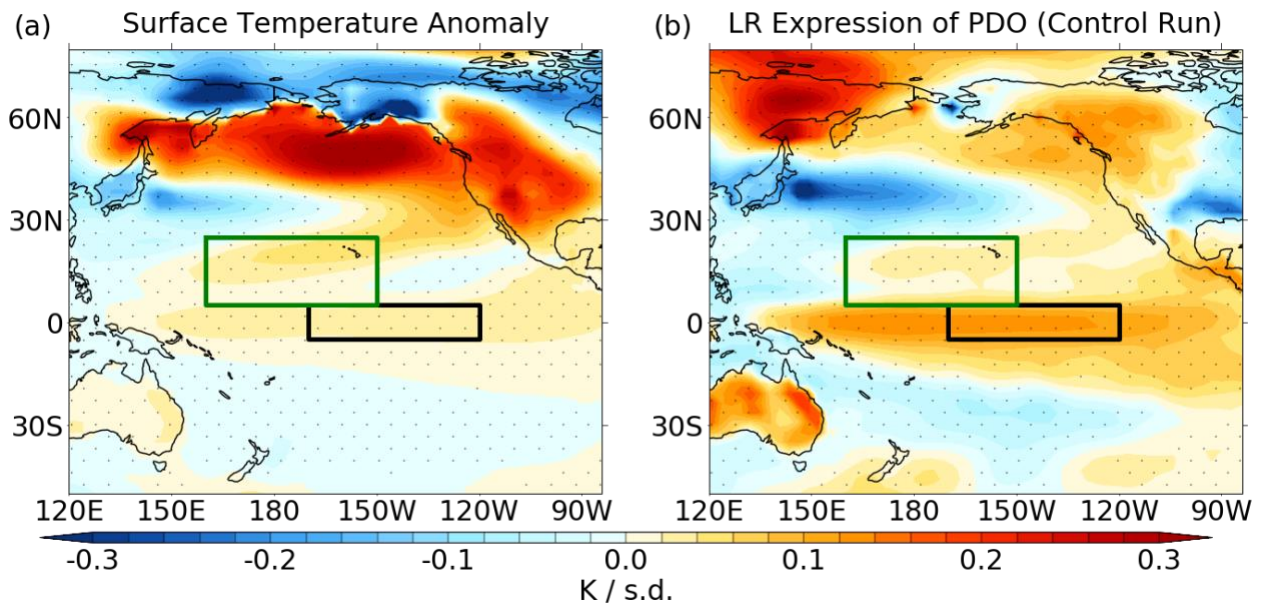 (a) Surface Temperature Anomaly
(b) LR Expression of PDO (Control Run)
60N
30N
0
30S
120E 150E 180 150W 120W 90W
60N
30N
0
30S
120E 150E 180 150W 120W 90W
-0.3 -0.2 -0.1 0.0 0.1 0.2 0.3
K / s.d.